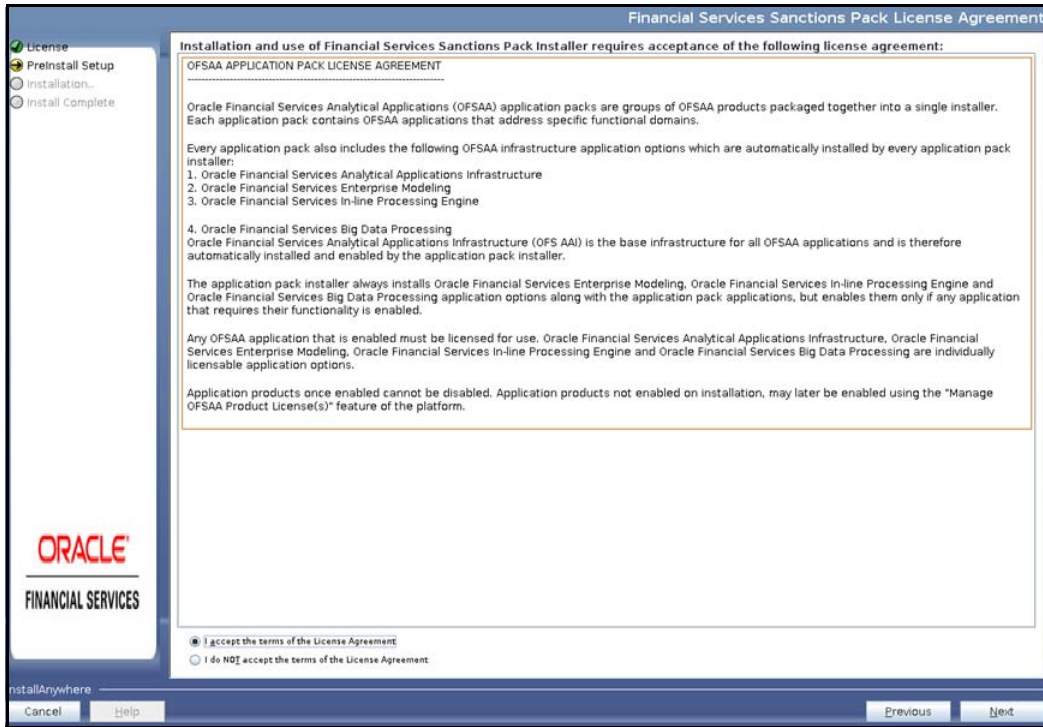 Financial Services Sanctions Pack License Agreement
License
PreInstall Setup
Installation..
Install Complete
Installation and use of Financial Services Sanctions Pack Installer requires acceptance of the following license agreement:
OFSAA APPLICATION PACK LICENSE AGREEMENT
------------------------------------------------------------------------
Oracle Financial Services Analytical Applications (OFSAA) application packs are groups of OFSAA products packaged together into a single installer.
Each application pack contains OFSAA applications that address specific functional domains.
Every application pack also includes the following OFSAA infrastructure application options which are automatically installed by every application pack
installer:
1. Oracle Financial Services Analytical Applications Infrastructure
2. Oracle Financial Services Enterprise Modeling
3. Oracle Financial Services In-line Processing Engine
4. Oracle Financial Services Big Data Processing
Oracle Financial Services Analytical Applications Infrastructure (OFS AAI) is the base infrastructure for all OFSAA applications and is therefore
automatically installed and enabled by the application pack installer.
The application pack installer always installs Oracle Financial Services Enterprise Modeling, Oracle Financial Services In-line Processing Engine and
Oracle Financial Services Big Data Processing application options along with the application pack applications, but enables them only if any application
that requires their functionality is enabled.
Any OFSAA application that is enabled must be licensed for use. Oracle Financial Services Analytical Applications Infrastructure, Oracle Financial
Services Enterprise Modeling, Oracle Financial Services In-line Processing Engine and Oracle Financial Services Big Data Processing are individually
licensable application options.
Application products once enabled cannot be disabled. Application products not enabled on installation, may later be enabled using the "Manage
OFSAA Product License(s)" feature of the platform.
ORACLE
FINANCIAL SERVICES
I accept the terms of the License Agreement
I do NOT accept the terms of the License Agreement
nstallAnywhere
Cancel
Help
Previous
Next